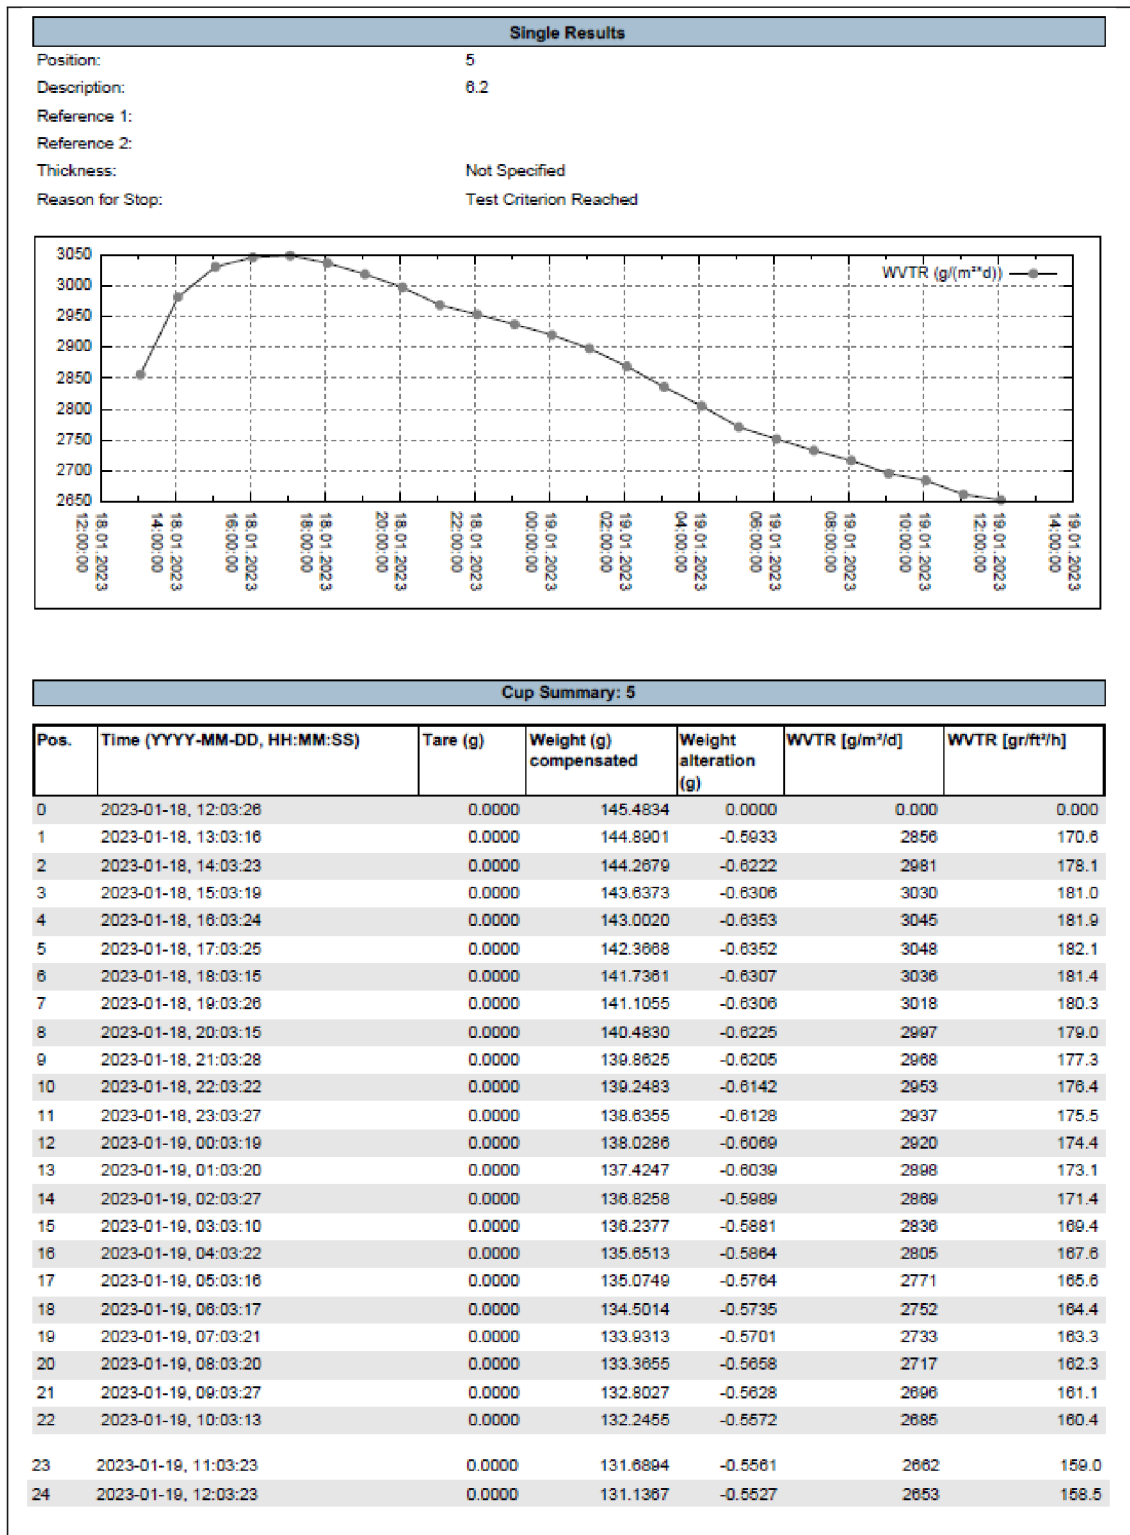 Single Results
Position: 5
Description: 6.2
Reference 1:
Reference 2:
Thickness: Not Specified
Reason for Stop: Test Criterion Reached
WVTR (g/(m²*d))
3050
3000
2950
2900
2850
2800
2750
2700
2650
18.01.2023 12:00:00
18.01.2023 14:00:00
18.01.2023 16:00:00
18.01.2023 18:00:00
18.01.2023 20:00:00
18.01.2023 22:00:00
19.01.2023 00:00:00
19.01.2023 02:00:00
19.01.2023 04:00:00
19.01.2023 06:00:00
19.01.2023 08:00:00
19.01.2023 10:00:00
19.01.2023 12:00:00
19.01.2023 14:00:00
Cup Summary: 5
Pos. Time (YYYY-MM-DD, HH:MM:SS) Tare (g) Weight (g) compensated Weight alteration (g) WVTR [g/m²/d] WVTR [gr/ft²/h]
0 2023-01-18, 12:03:26 0.0000 145.4834 0.0000 0.000 0.000
1 2023-01-18, 13:03:16 0.0000 144.8901 -0.5933 2856 170.6
2 2023-01-18, 14:03:23 0.0000 144.2679 -0.6222 2981 178.1
3 2023-01-18, 15:03:19 0.0000 143.6373 -0.6306 3030 181.0
4 2023-01-18, 16:03:24 0.0000 143.0020 -0.6353 3045 181.9
5 2023-01-18, 17:03:25 0.0000 142.3668 -0.6352 3048 182.1
6 2023-01-18, 18:03:15 0.0000 141.7361 -0.6307 3036 181.4
7 2023-01-18, 19:03:26 0.0000 141.1055 -0.6306 3018 180.3
8 2023-01-18, 20:03:15 0.0000 140.4830 -0.6225 2997 179.0
9 2023-01-18, 21:03:28 0.0000 139.8625 -0.6205 2968 177.3
10 2023-01-18, 22:03:22 0.0000 139.2483 -0.6142 2953 176.4
11 2023-01-18, 23:03:27 0.0000 138.6355 -0.6128 2937 175.5
12 2023-01-19, 00:03:19 0.0000 138.0286 -0.6069 2920 174.4
13 2023-01-19, 01:03:20 0.0000 137.4247 -0.6039 2898 173.1
14 2023-01-19, 02:03:27 0.0000 136.8258 -0.5989 2869 171.4
15 2023-01-19, 03:03:10 0.0000 136.2377 -0.5881 2836 169.4
16 2023-01-19, 04:03:22 0.0000 135.6513 -0.5864 2805 167.6
17 2023-01-19, 05:03:16 0.0000 135.0749 -0.5764 2771 165.6
18 2023-01-19, 06:03:17 0.0000 134.5014 -0.5735 2752 164.4
19 2023-01-19, 07:03:21 0.0000 133.9313 -0.5701 2733 163.3
20 2023-01-19, 08:03:20 0.0000 133.3655 -0.5658 2717 162.3
21 2023-01-19, 09:03:27 0.0000 132.8027 -0.5628 2696 161.1
22 2023-01-19, 10:03:13 0.0000 132.2455 -0.5572 2685 160.4
23 2023-01-19, 11:03:23 0.0000 131.6894 -0.5561 2662 159.0
24 2023-01-19, 12:03:23 0.0000 131.1367 -0.5527 2653 158.5